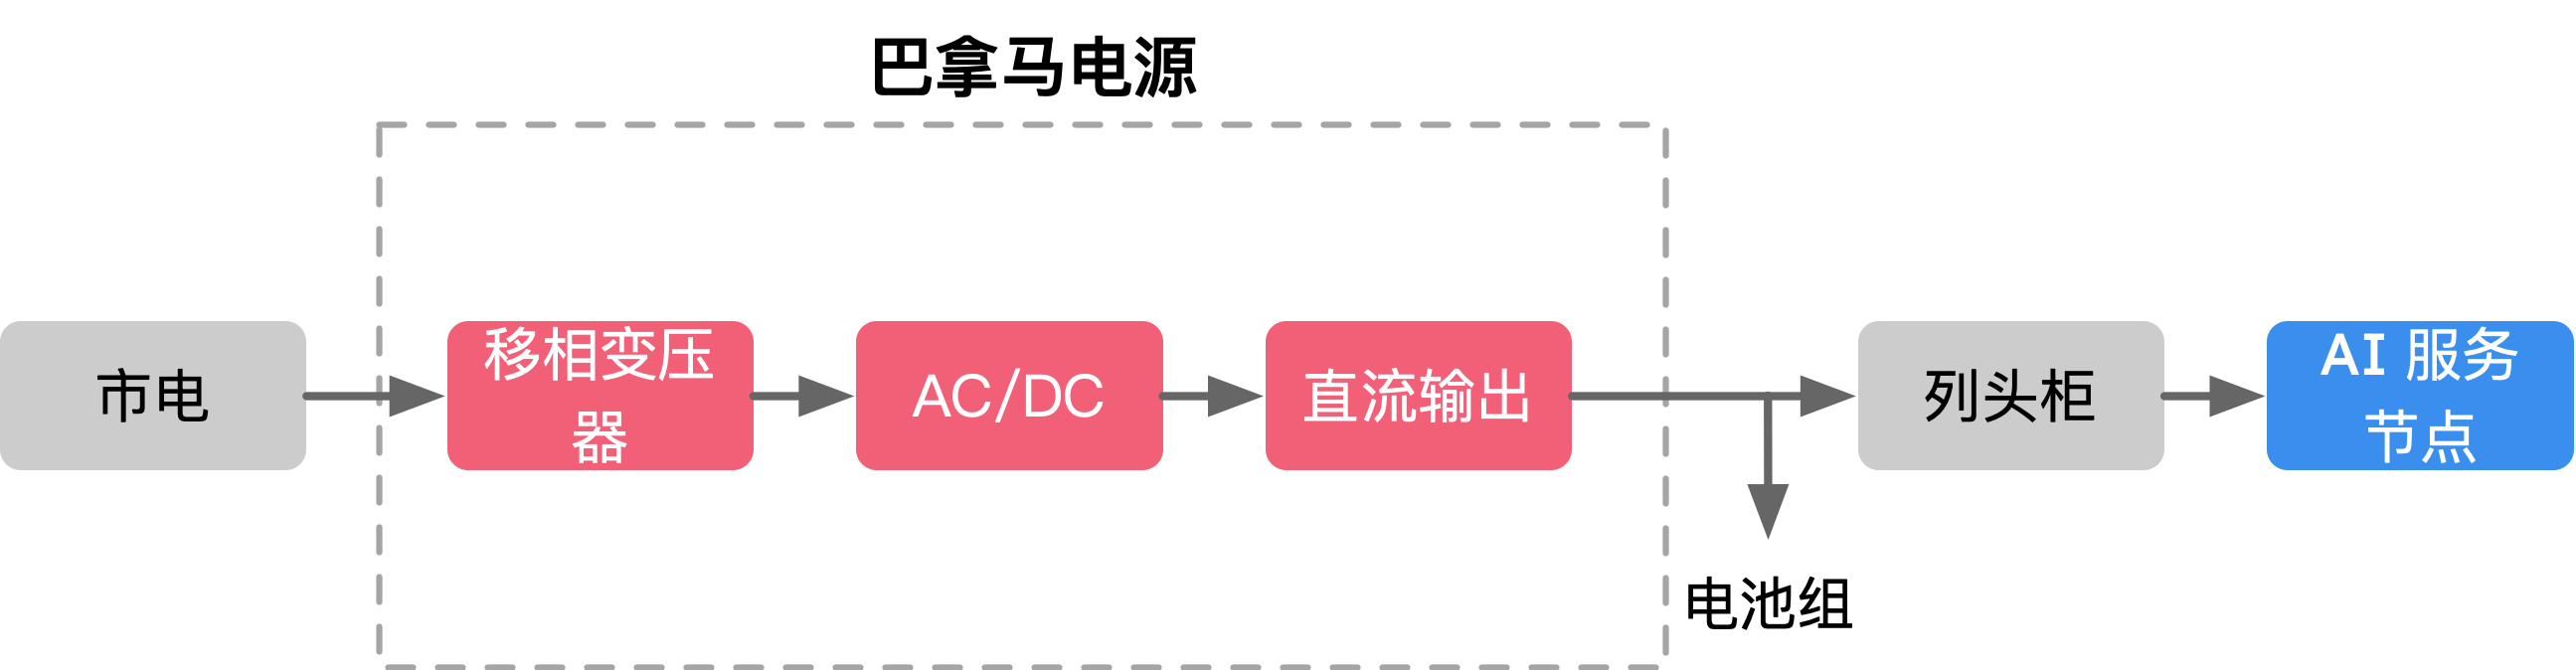 巴拿马电源
市电
移相变压
器
AC/DC
直流输出
列头柜
AI 服务
节点
电池组